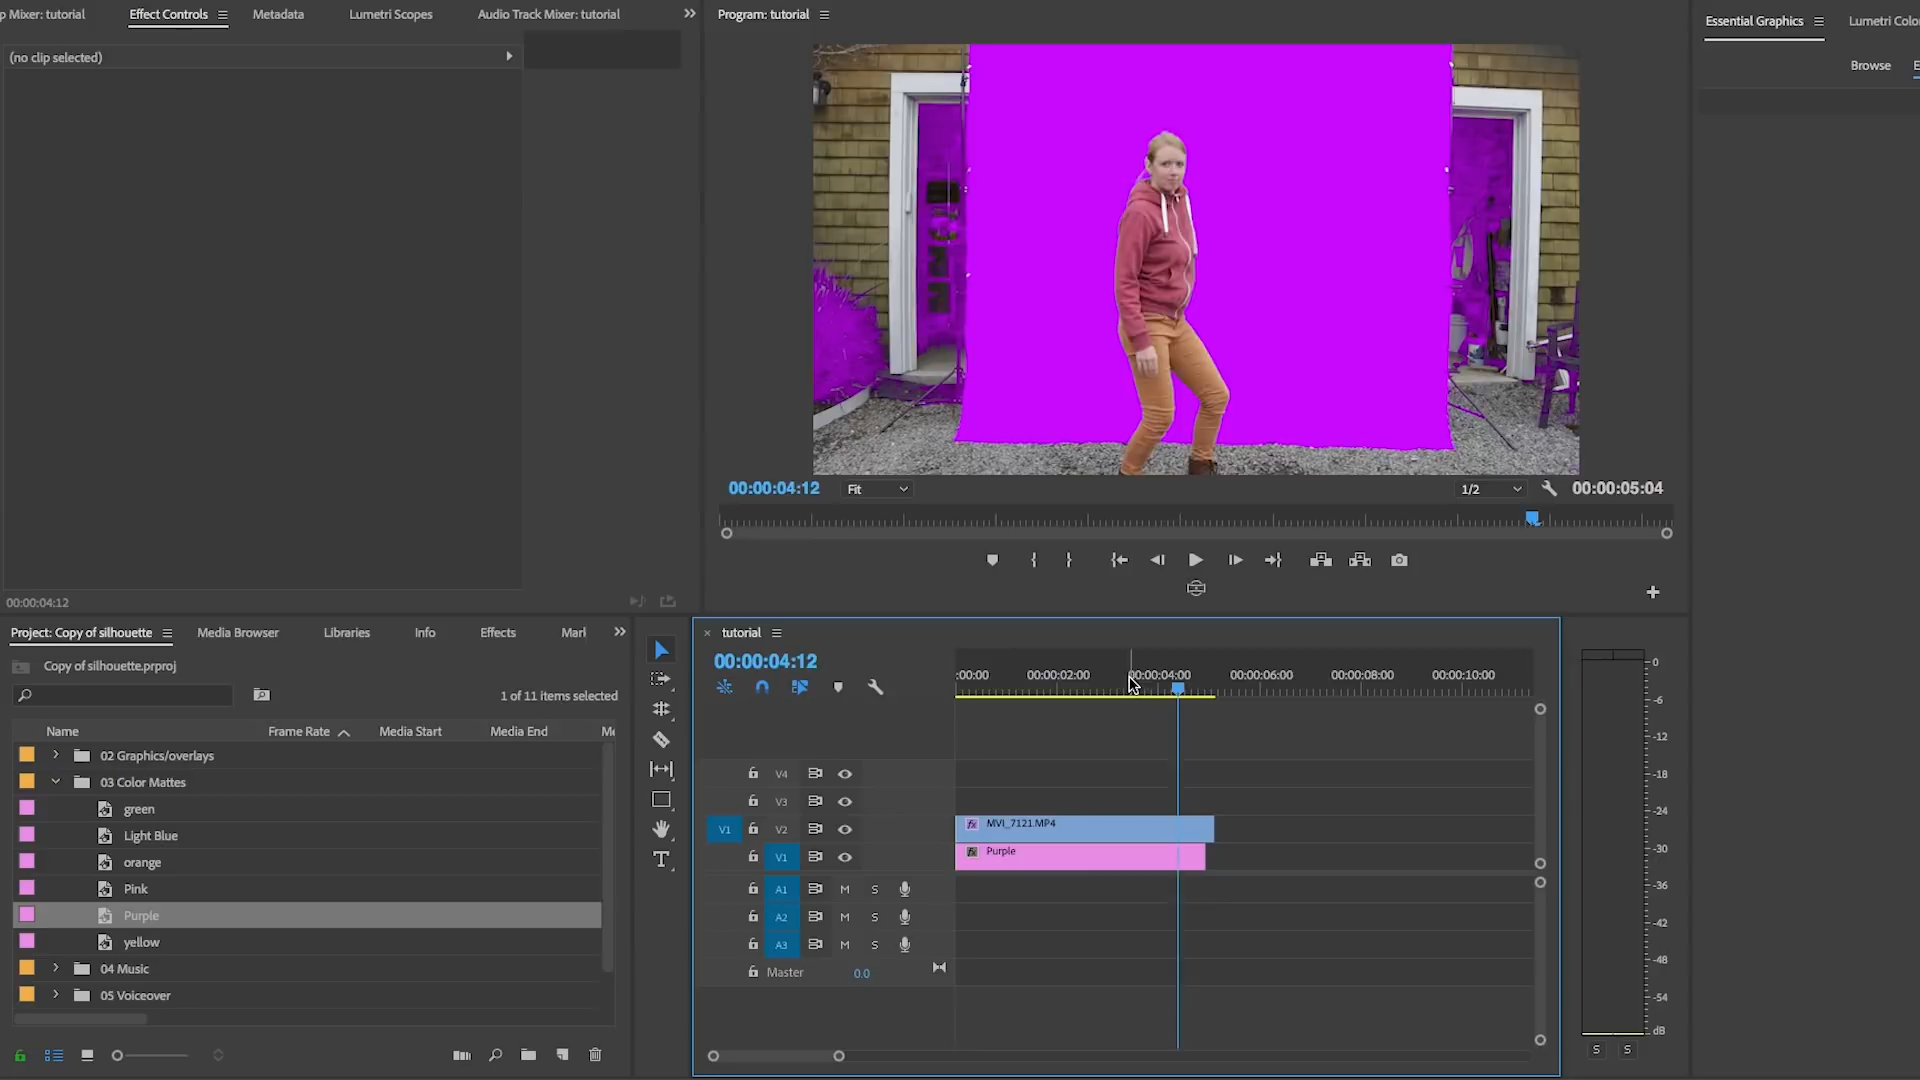 p Mixer: tutorial
Effect Controls
Metadata
Lumetri Scopes
Audio Track Mixer: tutorial
(no clip selected)
00:00:04:12
Program: tutorial
00:00:04:12
Fit
1/2
00:00:05:04
Essential Graphics
Lumetri Colo
Browse
E
Project: Copy of silhouette
Media Browser
Libraries
Info
Effects
Marl
Copy of silhouette.prproj
1 of 11 items selected
Name
Frame Rate
Media Start
Media End
Me
02 Graphics/overlays
03 Color Mattes
green
Light Blue
orange
Pink
Purple
yellow
04 Music
05 Voiceover
tutorial
00:00:04:12
:00:00
00:00:02:00
00:00:04:00
00:00:06:00
00:00:08:00
00:00:10:00
V4
V3
V1
V2
fx MVI_7121.MP4
V1
fx Purple
A1 M S
A2 M S
A3 M S
Master
0.0
0
-6
-12
-18
-24
-30
-36
-42
-48
-54
dB
S
S